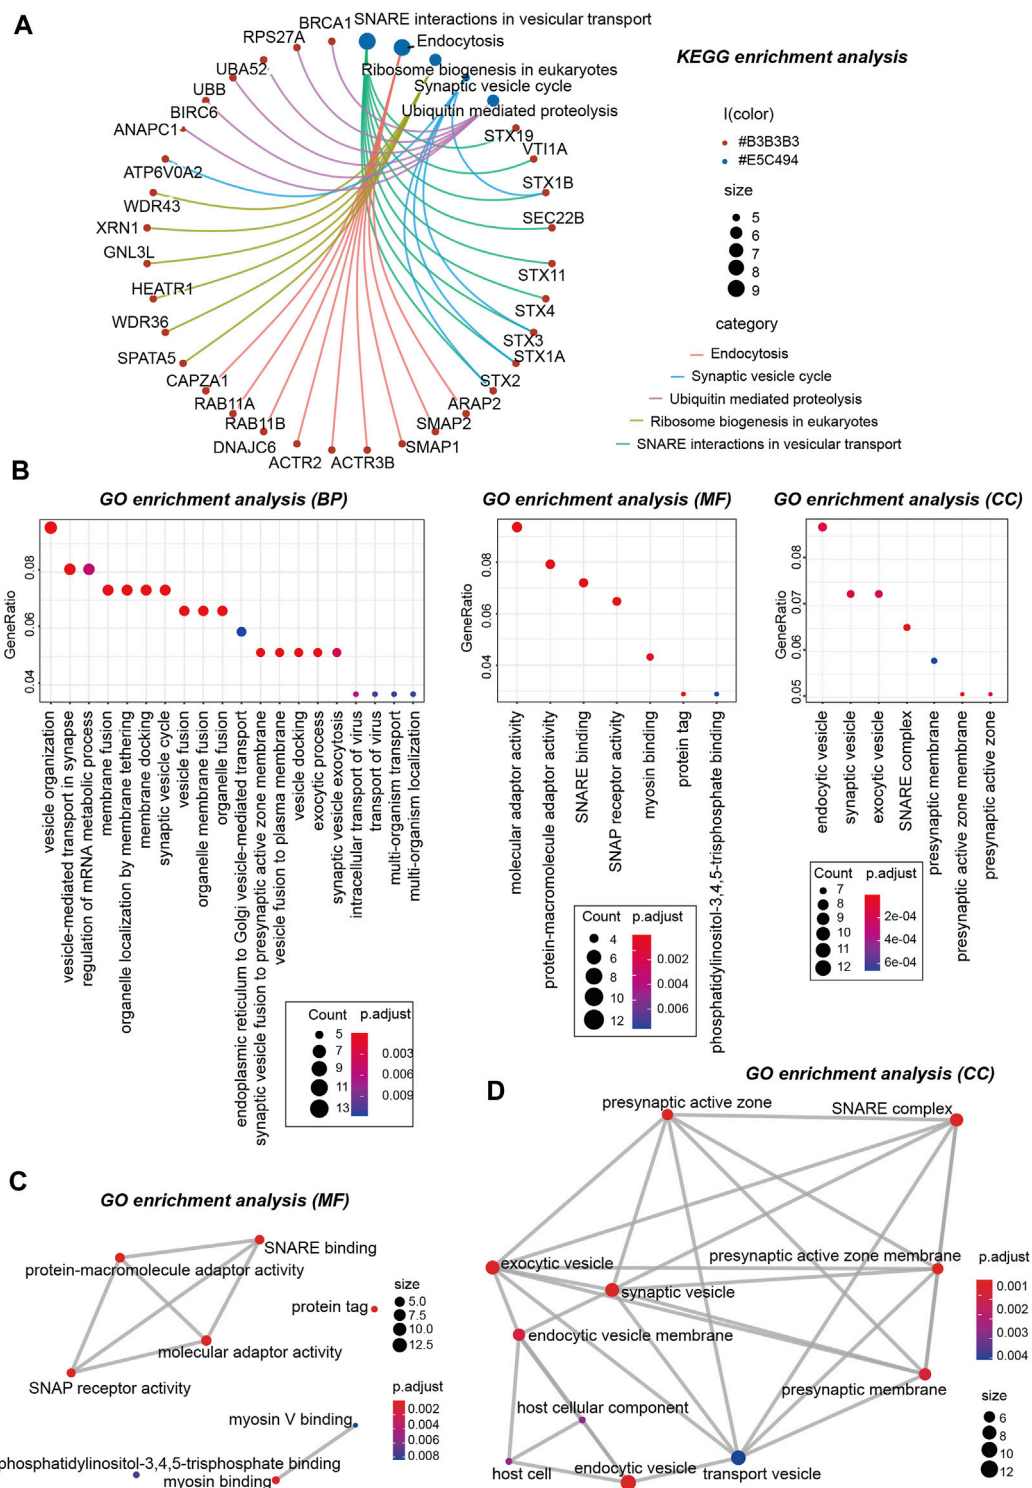 A
SNARE interactions in vesicular transport
BRCA1
RPS27A
Endocytosis
KEGG enrichment analysis
UBA52
Ribosome biogenesis in eukaryotes
UBB
Synaptic vesicle cycle
BIRC6
Ubiquitin mediated proteolysis
ANAPC1
STX19
VTI1A
ATP6V0A2
STX1B
WDR43
XRN1
SEC22B
GNL3L
STX11
HEATR1
STX4
WDR36
STX3
SPATA5
STX1A
CAPZA1
STX2
RAB11A
ARAP2
RAB11B
SMAP2
DNAJC6
SMAP1
ACTR2
ACTR3B
I(color)
#B3B3B3
#E5C494
size
5
6
7
8
9
category
Endocytosis
Synaptic vesicle cycle
Ubiquitin mediated proteolysis
Ribosome biogenesis in eukaryotes
SNARE interactions in vesicular transport
B
GO enrichment analysis (BP)
GeneRatio
0.08
0.06
0.04
vesicle organization
vesicle-mediated transport in synapse
regulation of mRNA metabolic process
membrane fusion
organelle localization by membrane tethering
membrane docking
synaptic vesicle cycle
vesicle fusion
organelle membrane fusion
organelle fusion
endoplasmic reticulum to Golgi vesicle-mediated transport
synaptic vesicle fusion to presynaptic active zone membrane
vesicle fusion to plasma membrane
vesicle docking
exocytic process
synaptic vesicle exocytosis
intracellular transport of virus
transport of virus
multi-organism transport
multi-organism localization
Count
5
7
9
11
13
p.adjust
0.003
0.006
0.009
GO enrichment analysis (MF)
GeneRatio
0.08
0.06
0.04
molecular adaptor activity
protein-macromolecule adaptor activity
SNARE binding
SNAP receptor activity
myosin binding
protein tag
phosphatidylinositol-3,4,5-trisphosphate binding
Count
4
6
8
10
12
p.adjust
0.002
0.004
0.006
GO enrichment analysis (CC)
GeneRatio
0.08
0.07
0.06
0.05
endocytic vesicle
synaptic vesicle
exocytic vesicle
SNARE complex
presynaptic membrane
presynaptic active zone membrane
presynaptic active zone
Count
7
8
9
10
11
12
p.adjust
2e-04
4e-04
6e-04
C
GO enrichment analysis (MF)
SNARE binding
protein-macromolecule adaptor activity
protein tag
molecular adaptor activity
SNAP receptor activity
myosin V binding
phosphatidylinositol-3,4,5-trisphosphate binding
myosin binding
size
5.0
7.5
10.0
12.5
p.adjust
0.002
0.004
0.006
0.008
D
GO enrichment analysis (CC)
presynaptic active zone
SNARE complex
exocytic vesicle
presynaptic active zone membrane
synaptic vesicle
endocytic vesicle membrane
presynaptic membrane
host cellular component
host cell
endocytic vesicle
transport vesicle
p.adjust
0.001
0.002
0.003
0.004
size
6
8
10
12